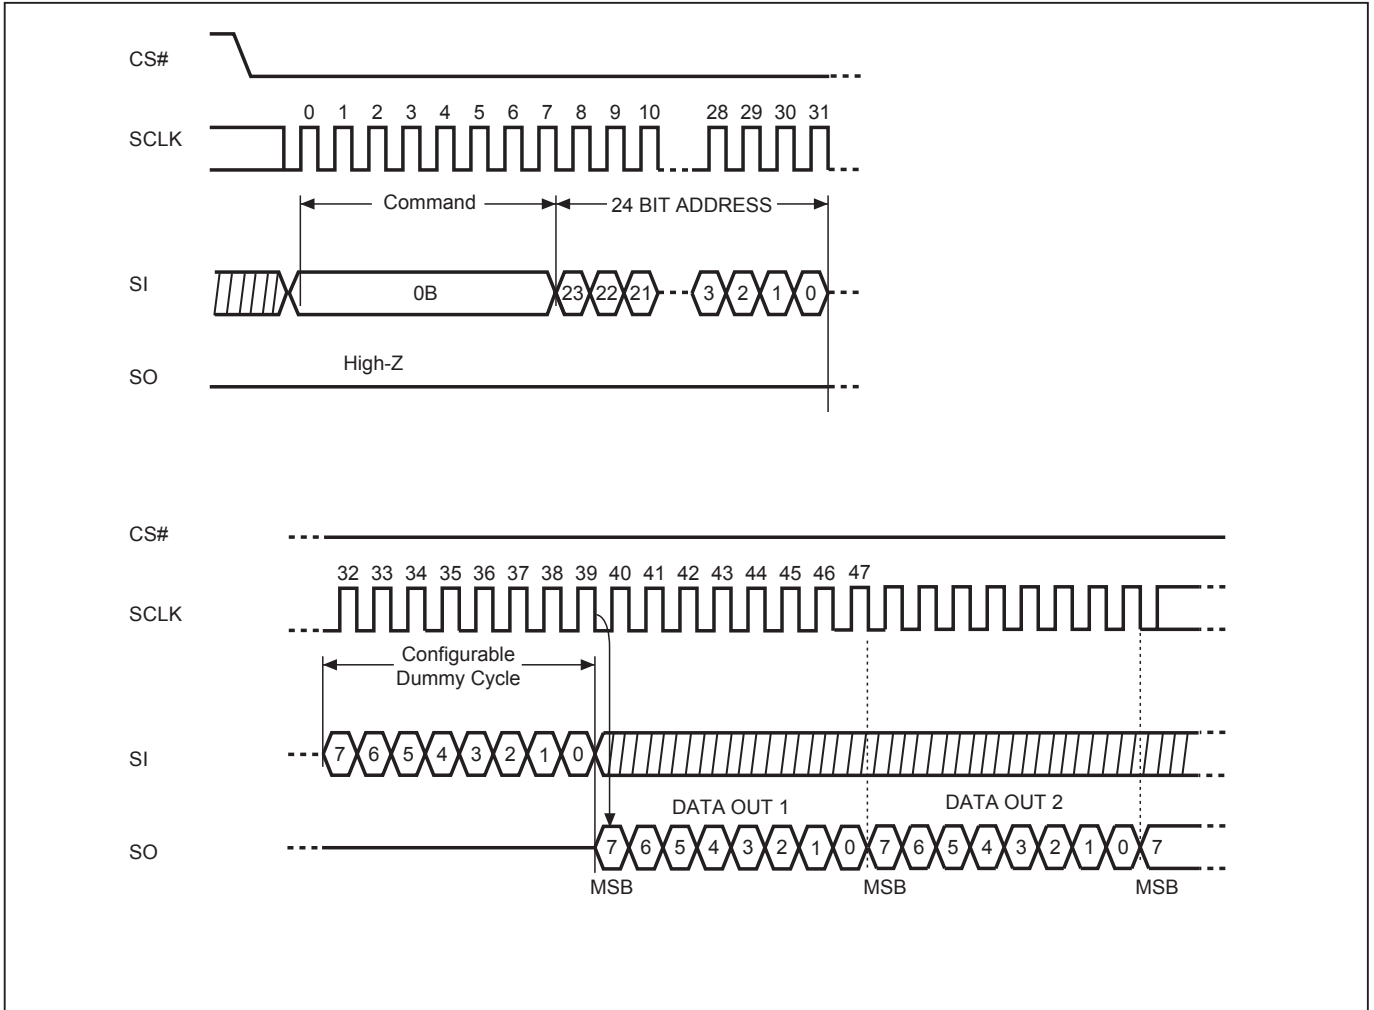 CS#
0 1 2 3 4 5 6 7 8 9 10 28 29 30 31
SCLK
Command 24 BIT ADDRESS
SI
0B 23 22 21 3 2 1 0
High-Z
SO
CS#
32 33 34 35 36 37 38 39 40 41 42 43 44 45 46 47
SCLK
Configurable
Dummy Cycle
SI
7 6 5 4 3 2 1 0
DATA OUT 1 DATA OUT 2
SO
7 6 5 4 3 2 1 0 7 6 5 4 3 2 1 0 7
MSB MSB MSB